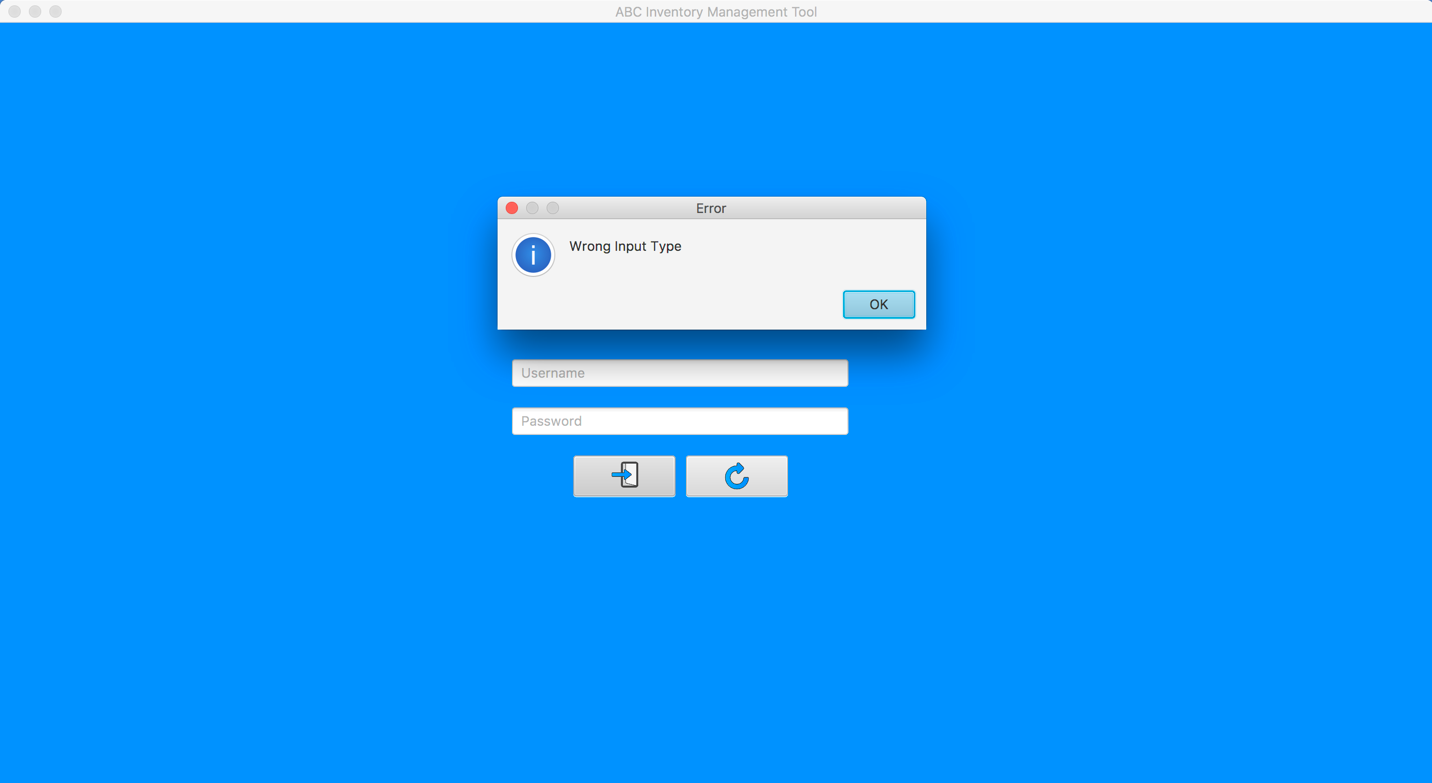 ABC Inventory Management Tool
Error
Wrong Input Type
OK
Username
Password